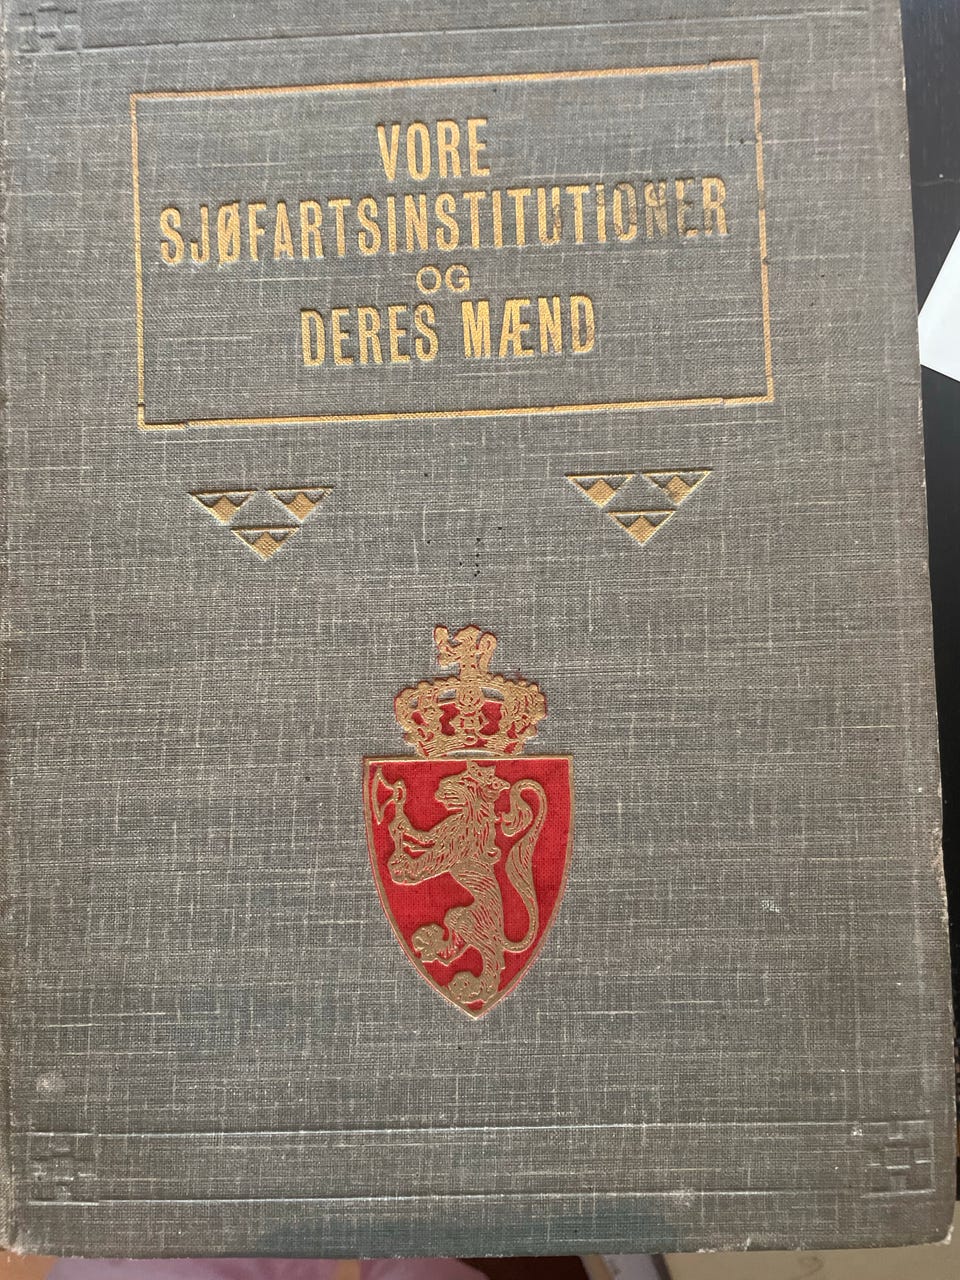 VORE
SJØFARTSINSTITUTIONER
OG
DERES MÆND